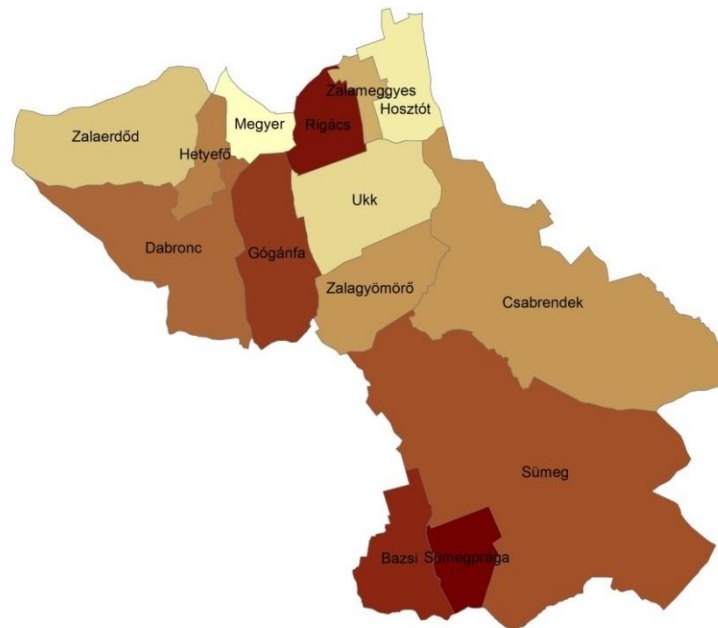 Zalameggyes
Hosztót
Megyer
Rigács
Zalaerdőd
Hetyefő
Ukk
Dabronc
Gógánfa
Zalagyömörő
Csabrendek
Sümeg
Bazsi
Sümegprága